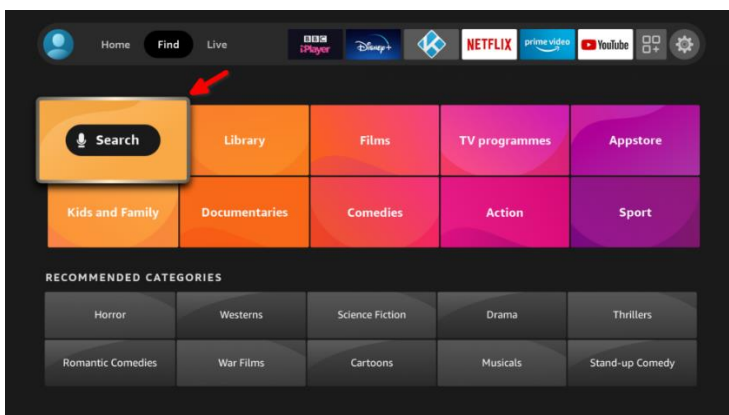 Home Find Live BBC iPlayer Disney+ NETFLIX prime video YouTube
Search Library Films TV programmes Appstore
Kids and Family Documentaries Comedies Action Sport
RECOMMENDED CATEGORIES
Horror Westerns Science Fiction Drama Thrillers
Romantic Comedies War Films Cartoons Musicals Stand-up Comedy